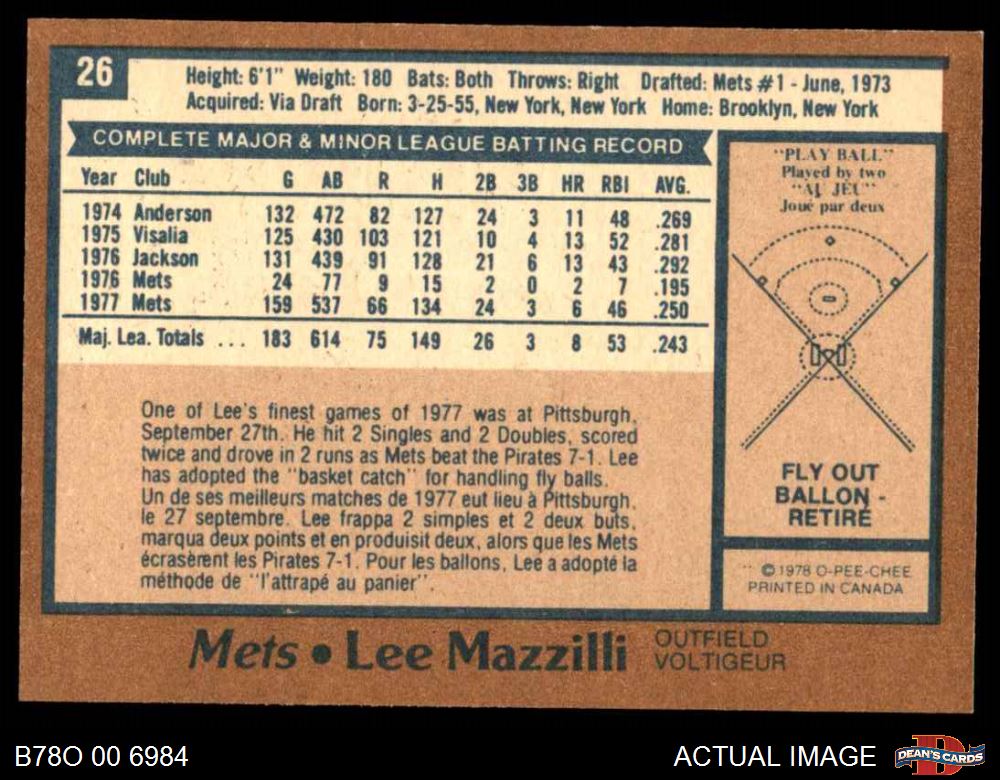 26
Height: 6'1" Weight: 180 Bats: Both Throws: Right Drafted: Mets #1 - June, 1973
Acquired: Via Draft Born: 3-25-55, New York, New York Home: Brooklyn, New York
COMPLETE MAJOR & MINOR LEAGUE BATTING RECORD
Year Club G AB R H 2B 3B HR RBI AVG.
1974 Anderson 132 472 82 127 24 3 11 48 .269
1975 Visalia 125 430 103 121 10 4 13 52 .281
1976 Jackson 131 439 91 128 21 6 13 43 .292
1976 Mets 24 77 9 15 2 0 2 7 .195
1977 Mets 159 537 66 134 24 3 6 46 .250
Maj. Lea. Totals ... 183 614 75 149 26 3 8 53 .243
One of Lee's finest games of 1977 was at Pittsburgh,
September 27th. He hit 2 Singles and 2 Doubles, scored
twice and drove in 2 runs as Mets beat the Pirates 7-1. Lee
has adopted the "basket catch" for handling fly balls.
Un de ses meilleurs matches de 1977 eut lieu à Pittsburgh,
le 27 septembre. Lee frappa 2 simples et 2 deux buts,
marqua deux points et en produisit deux, alors que les Mets
écrasèrent les Pirates 7-1. Pour les ballons, Lee a adopté la
méthode de "l'attrapé au panier".
"PLAY BALL"
Played by two
"AU JEU"
Joué par deux
FLY OUT
BALLON -
RETIRÉ
©1978 O-PEE-CHEE
PRINTED IN CANADA
Mets • Lee Mazzilli
OUTFIELD
VOLTIGEUR
B78O 00 6984
ACTUAL IMAGE
DEAN'S CARDS